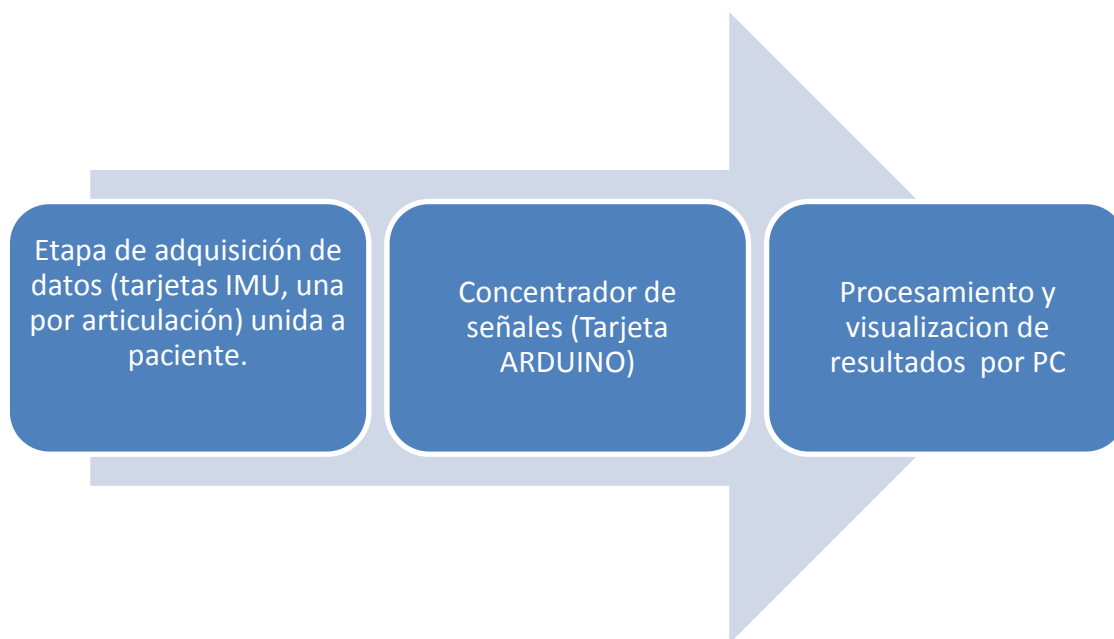 Etapa de adquisición de
datos (tarjetas IMU, una
por articulación) unida a
paciente.
Concentrador de
señales (Tarjeta
ARDUINO)
Procesamiento y
visualizacion de
resultados  por PC